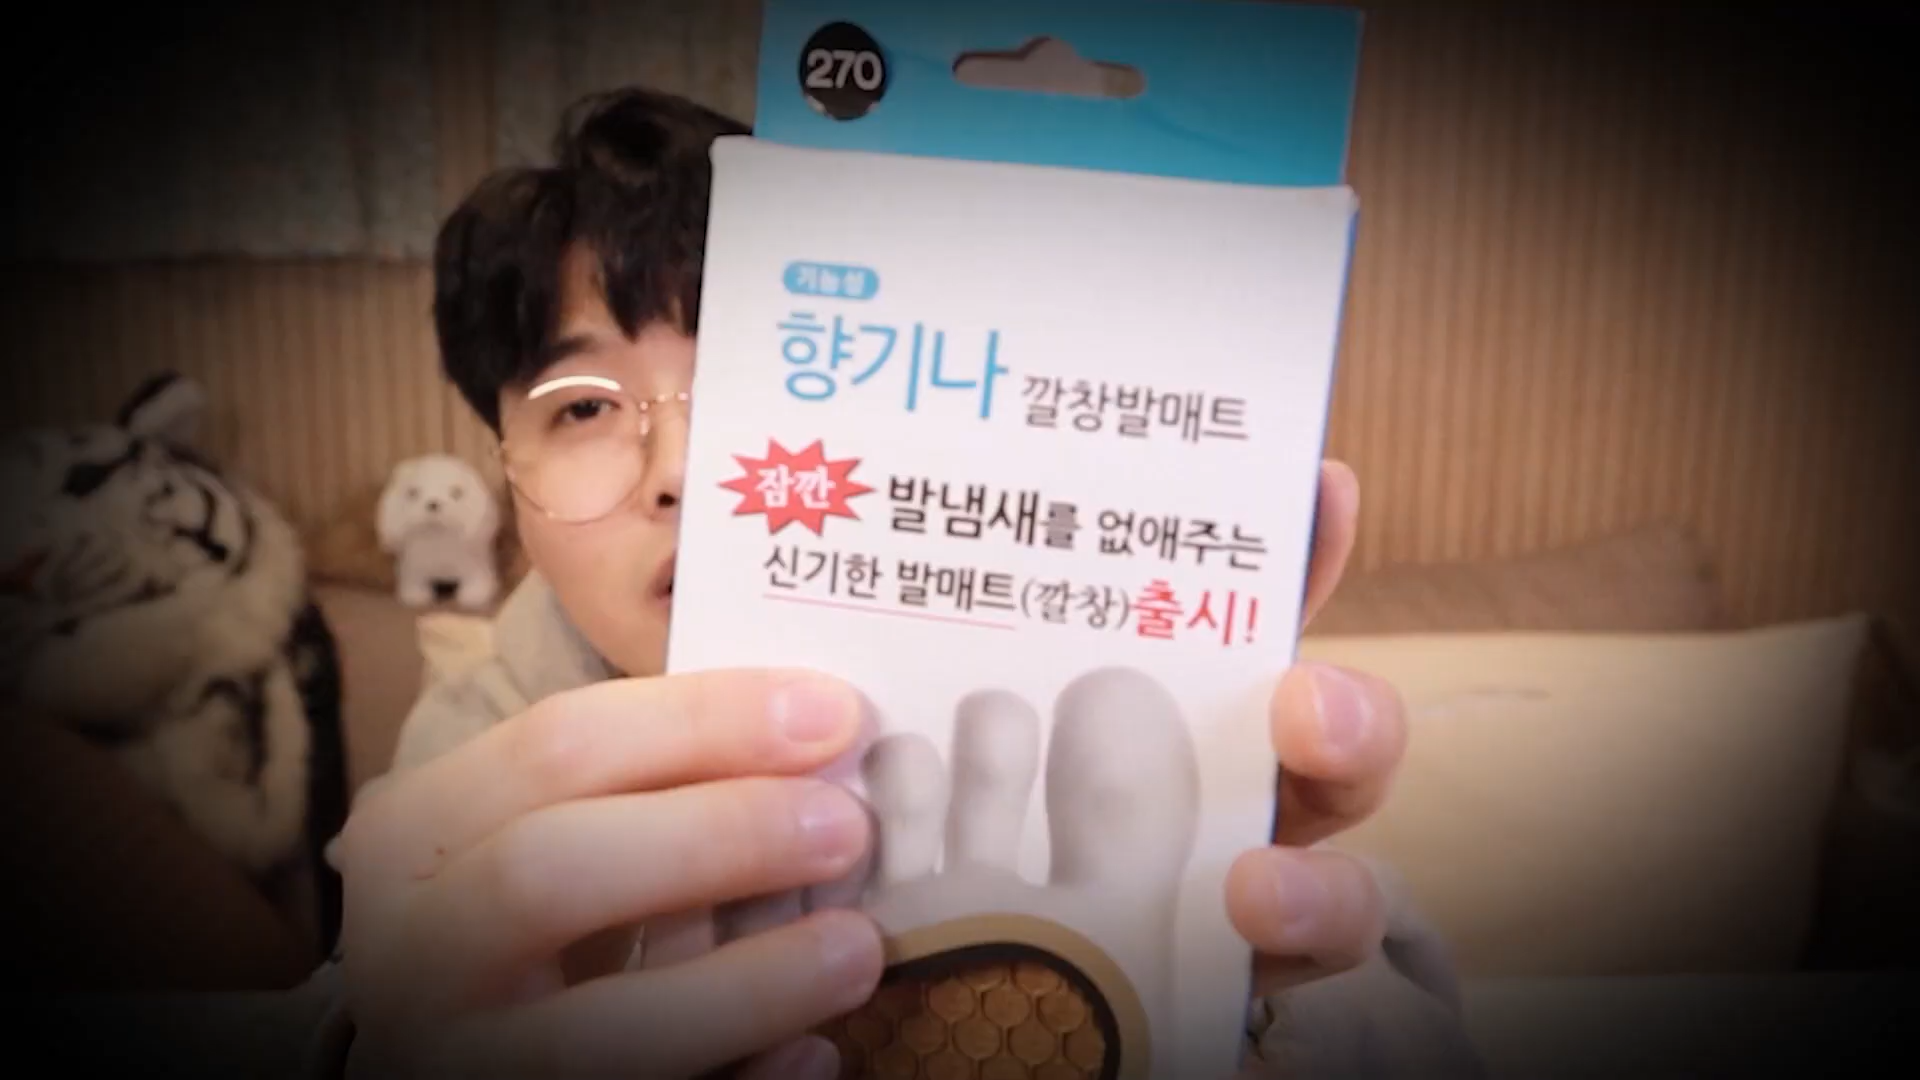 270
기능성
향기나 깔창발매트
잠깐 발냄새를 없애주는
신기한 발매트(깔창)출시!